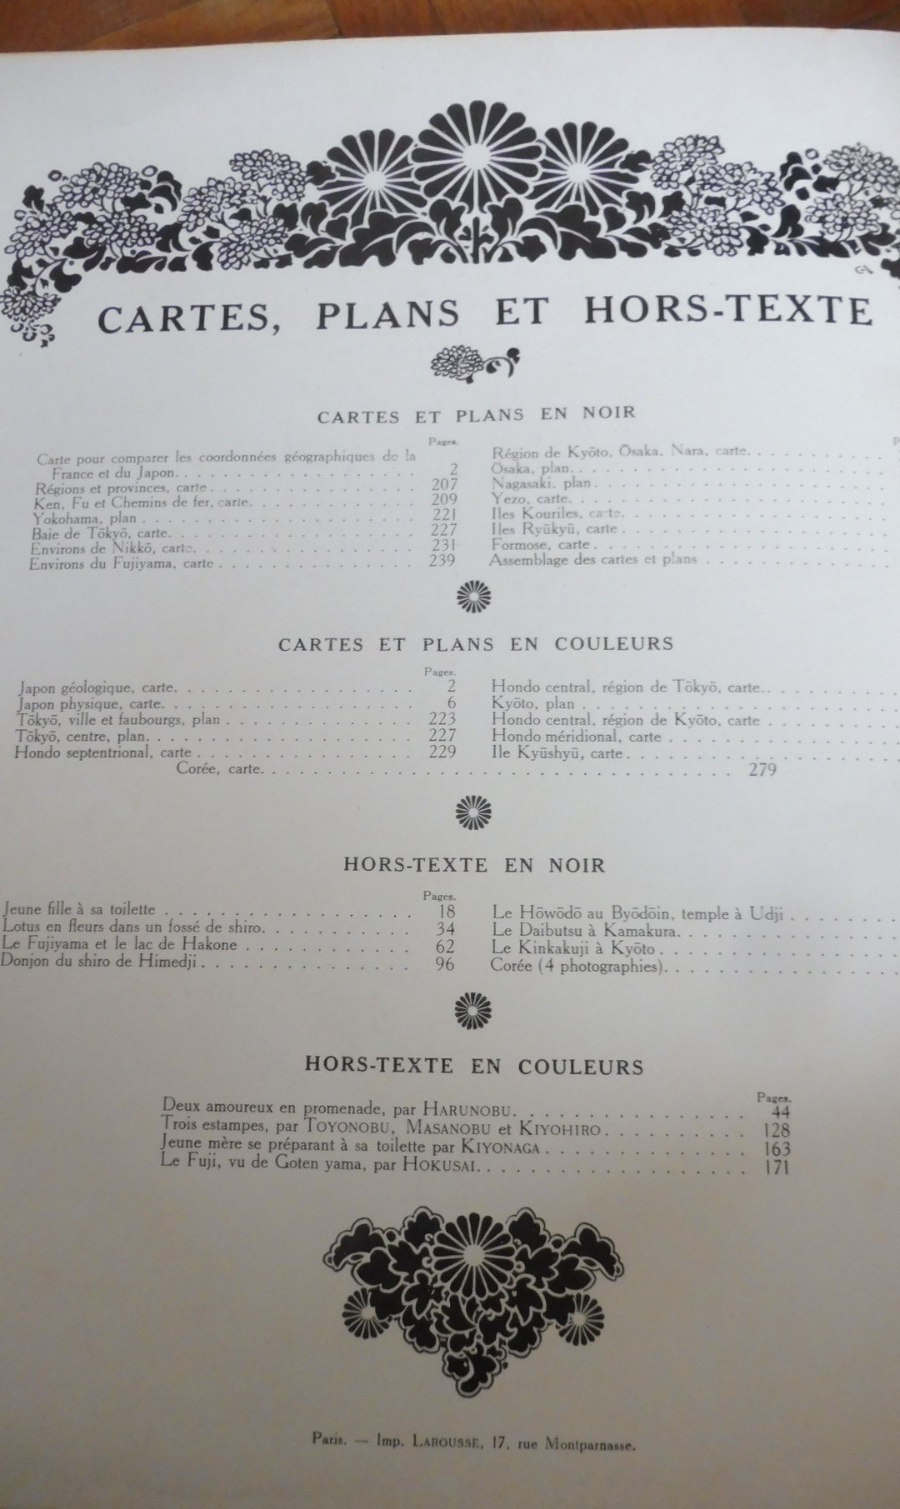 CARTES, PLANS ET HORS-TEXTE
CARTES ET PLANS EN NOIR
Pages.
Carte pour comparer les coordonnées géographiques de la
France et du Japon. 2
Régions et provinces, carte 207
Ken, Fu et Chemins de fer, carte. 209
Yokohama, plan 221
Baie de Tōkyō, carte. 227
Environs de Nikkō, carte. 231
Environs du Fujiyama, carte 239
Région de Kyōto, Ōsaka, Nara, carte.
Ōsaka, plan.
Nagasaki, plan
Yezo, carte.
Iles Kouriles, carte.
Iles Ryūkyū, carte
Formose, carte
Assemblage des cartes et plans
CARTES ET PLANS EN COULEURS
Pages.
Japon géologique, carte. 2
Japon physique, carte. 6
Tōkyō, ville et faubourgs, plan 223
Tōkyō, centre, plan. 227
Hondo septentrional, carte 229
Hondo central, région de Tōkyō, carte.
Kyōto, plan
Hondo central, région de Kyōto, carte
Hondo méridional, carte
Ile Kyūshyū, carte.
Corée, carte. 279
HORS-TEXTE EN NOIR
Pages.
Jeune fille à sa toilette 18
Lotus en fleurs dans un fossé de shiro. 34
Le Fujiyama et le lac de Hakone 62
Donjon du shiro de Himedji 96
Le Hōwōdō au Byōdōin, temple à Udji
Le Daibutsu à Kamakura.
Le Kinkakuji à Kyōto
Corée (4 photographies).
HORS-TEXTE EN COULEURS
Pages.
Deux amoureux en promenade, par HARUNOBU. 44
Trois estampes, par TOYONOBU, MASANOBU et KIYOHIRO 128
Jeune mère se préparant à sa toilette par KIYONAGA 163
Le Fuji, vu de Goten yama, par HOKUSAI. 171
Paris. — Imp. LAROUSSE, 17, rue Montparnasse.